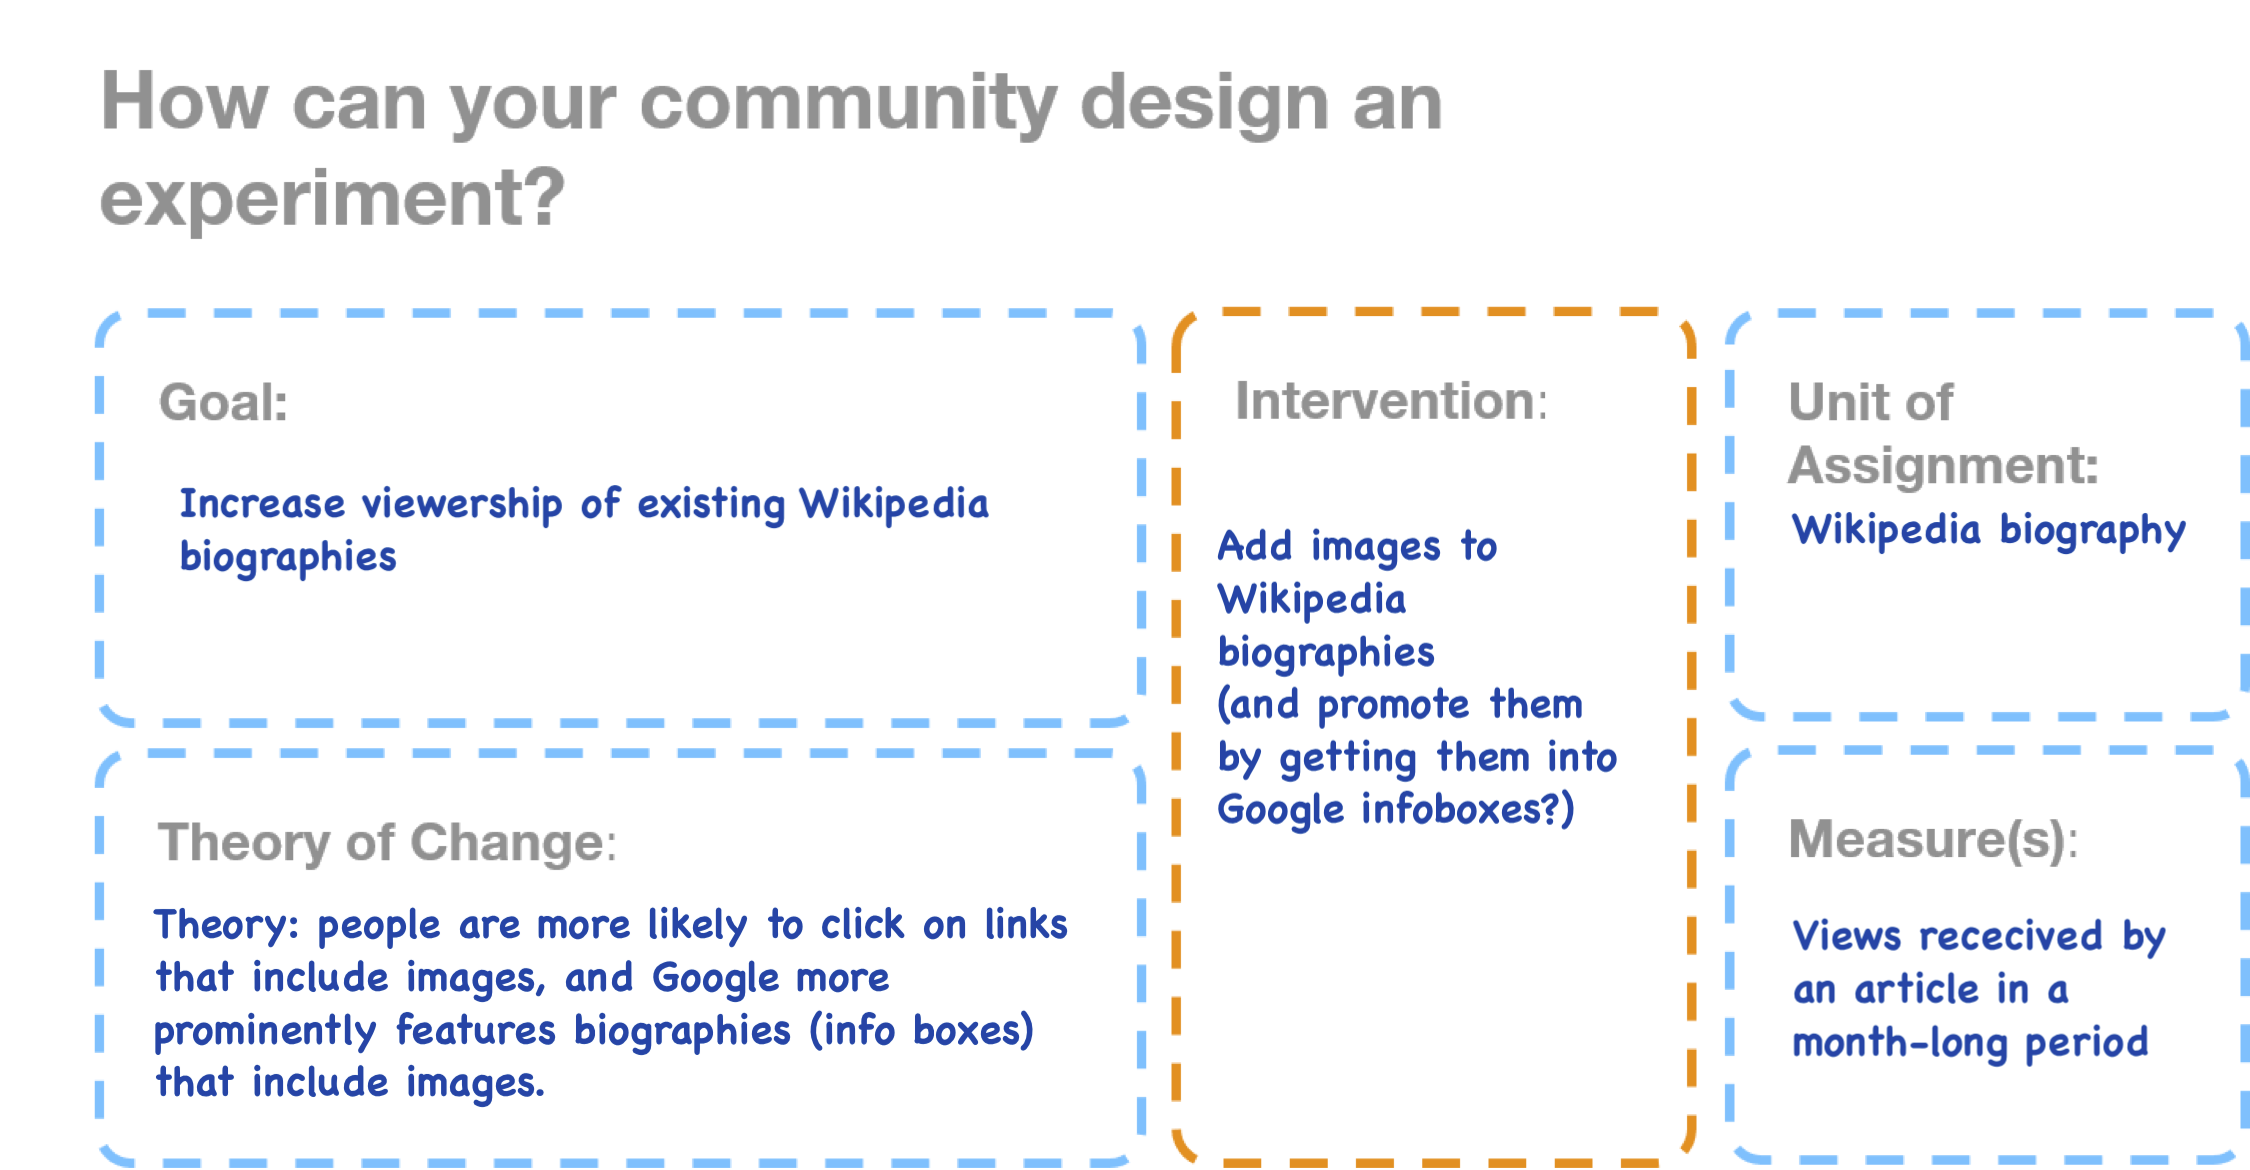 How can your community design an
experiment?
Goal:
Increase viewership of existing Wikipedia
biographies
Theory of Change:
Theory: people are more likely to click on links
that include images, and Google more
prominently features biographies (info boxes)
that include images.
Intervention:
Add images to
Wikipedia
biographies
(and promote them
by getting them into
Google infoboxes?)
Unit of
Assignment:
Wikipedia biography
Measure(s):
Views rececived by
an article in a
month-long period